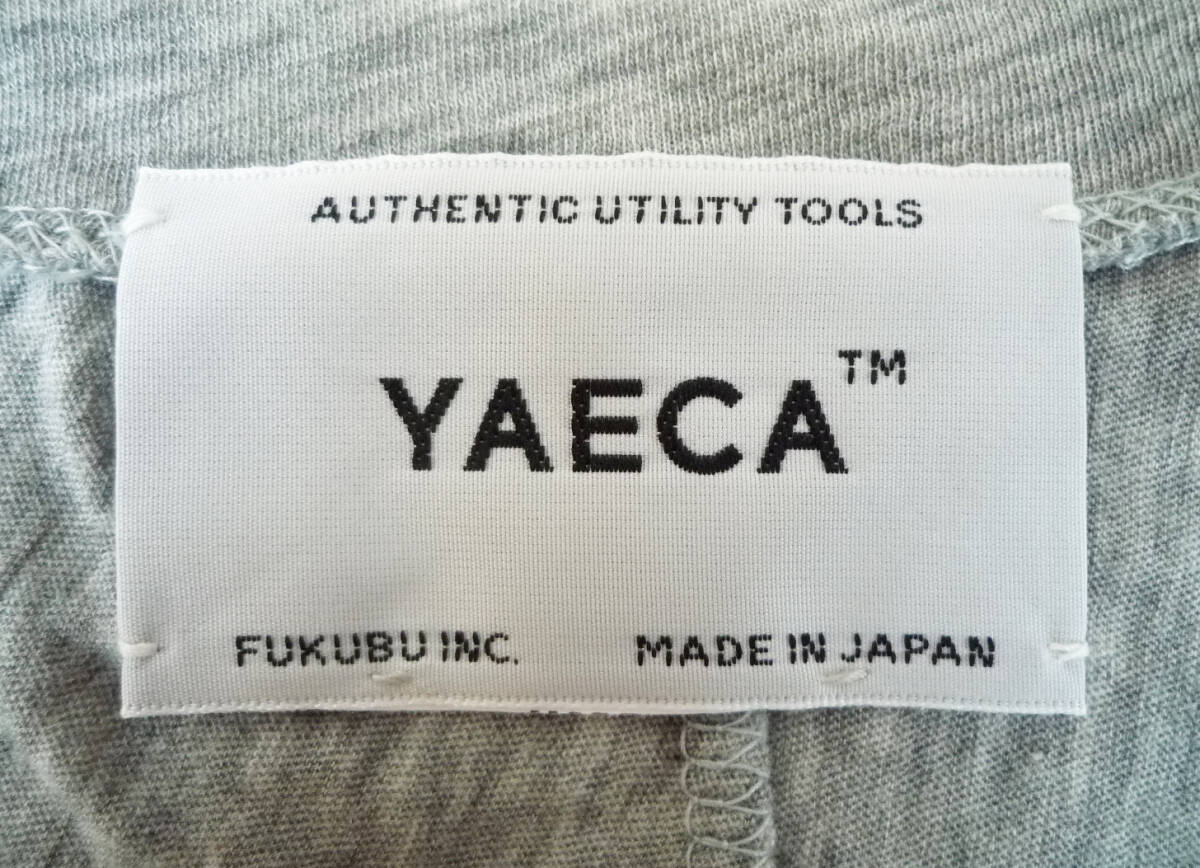 AUTHENTIC UTILITY TOOLS
YAECA™
FUKUBU INC. MADE IN JAPAN